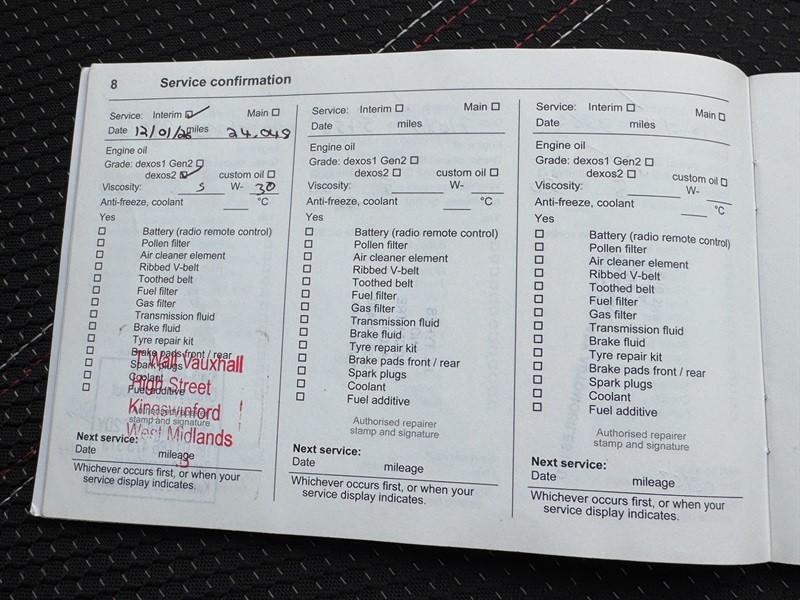 8 Service confirmation
Service: Interim Main
Date 12/01/26 miles 24,049
Engine oil
Grade: dexos1 Gen2
dexos2 custom oil
Viscosity: 5 W- 30
Anti-freeze, coolant °C
Yes
Battery (radio remote control)
Pollen filter
Air cleaner element
Ribbed V-belt
Toothed belt
Fuel filter
Gas filter
Transmission fluid
Brake fluid
Tyre repair kit
Brake pads front / rear
Spark plugs
Coolant
Fuel additive
Wall Vauxhall
High Street
Kingswinford
West Midlands
stamp and signature
Next service:
Date mileage
Whichever occurs first, or when your
service display indicates.
Service: Interim Main
Date miles
Engine oil
Grade: dexos1 Gen2
dexos2 custom oil
Viscosity: W-
Anti-freeze, coolant °C
Yes
Battery (radio remote control)
Pollen filter
Air cleaner element
Ribbed V-belt
Toothed belt
Fuel filter
Gas filter
Transmission fluid
Brake fluid
Tyre repair kit
Brake pads front / rear
Spark plugs
Coolant
Fuel additive
Authorised repairer
stamp and signature
Next service:
Date mileage
Whichever occurs first, or when your
service display indicates.
Service: Interim Main
Date miles
Engine oil
Grade: dexos1 Gen2
dexos2 custom oil
Viscosity: W-
Anti-freeze, coolant °C
Yes
Battery (radio remote control)
Pollen filter
Air cleaner element
Ribbed V-belt
Toothed belt
Fuel filter
Gas filter
Transmission fluid
Brake fluid
Tyre repair kit
Brake pads front / rear
Spark plugs
Coolant
Fuel additive
Authorised repairer
stamp and signature
Next service:
Date mileage
Whichever occurs first, or when your
service display indicates.